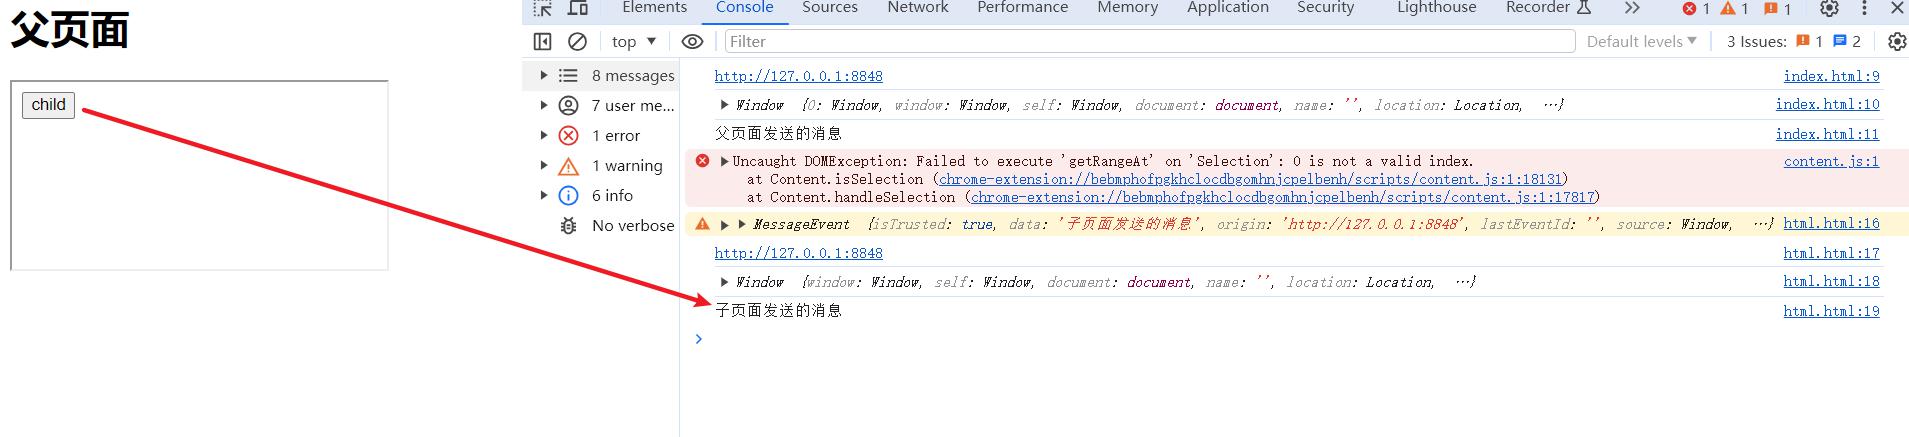 父页面
child
Elements Console Sources Network Performance Memory Application Security Lighthouse Recorder 1 1 1
top Filter Default levels 3 Issues: 1 2
8 messages
7 user me...
1 error
1 warning
6 info
No verbose
http://127.0.0.1:8848 index.html:9
Window {0: Window, window: Window, self: Window, document: document, name: '', location: Location, …} index.html:10
父页面发送的消息 index.html:11
Uncaught DOMException: Failed to execute 'getRangeAt' on 'Selection': 0 is not a valid index. content.js:1
at Content.isSelection (chrome-extension://bebmphofpgkhclocdbgomhnjcpelbenh/scripts/content.js:1:18131)
at Content.handleSelection (chrome-extension://bebmphofpgkhclocdbgomhnjcpelbenh/scripts/content.js:1:17817)
MessageEvent {isTrusted: true, data: '子页面发送的消息', origin: 'http://127.0.0.1:8848', lastEventId: '', source: Window, …} html.html:16
http://127.0.0.1:8848 html.html:17
Window {window: Window, self: Window, document: document, name: '', location: Location, …} html.html:18
子页面发送的消息 html.html:19